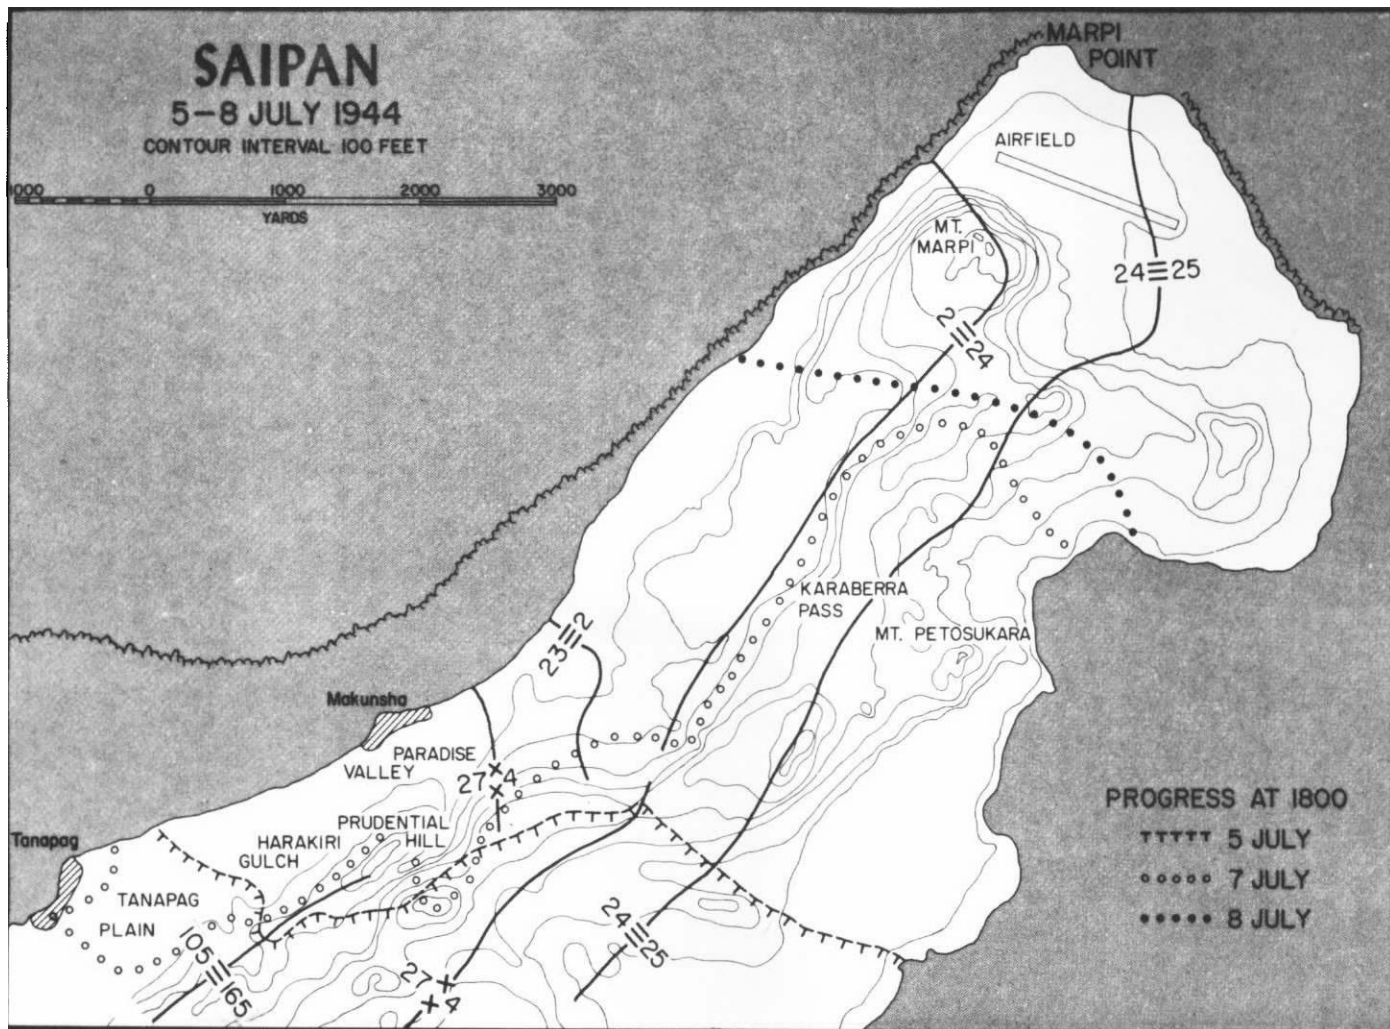 SAIPAN
5–8 JULY 1944
CONTOUR INTERVAL 100 FEET
1000 0 1000 2000 3000
YARDS
MARPI
POINT
AIRFIELD
MT.
MARPI
24 25
2 24
KARABERRA
PASS
MT. PETOSUKARA
23 2
Makunsha
PARADISE
VALLEY
27 4
PRUDENTIAL
HILL
HARAKIRI
GULCH
Tanapag
TANAPAG
PLAIN
105 165
24 25
27 4
PROGRESS AT 1800
5 JULY
7 JULY
8 JULY